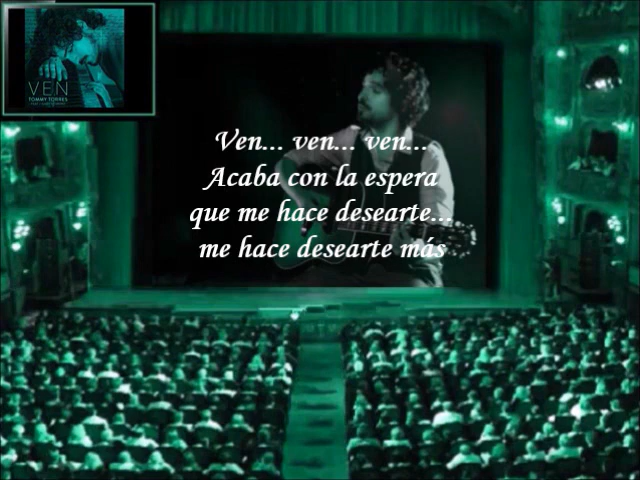 VEN
TOMMY TORRES
Ven... ven... ven...
Acaba con la espera
que me hace desearte...
me hace desearte más